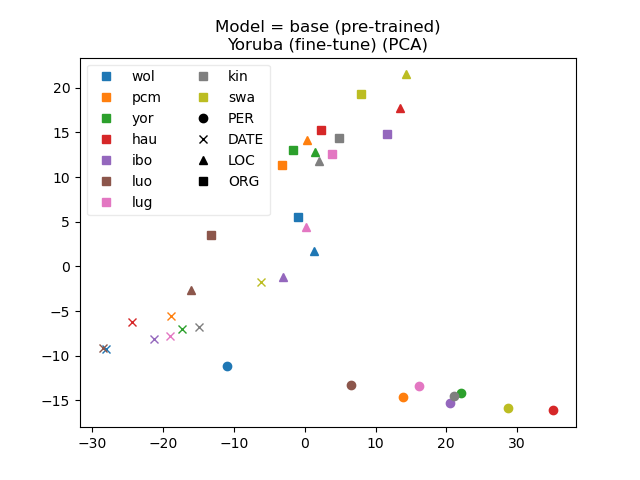 Model = base (pre-trained)
Yoruba (fine-tune) (PCA)
wol
pcm
yor
hau
ibo
luo
lug
kin
swa
PER
DATE
LOC
ORG
20
15
10
5
0
−5
−10
−15
−30
−20
−10
0
10
20
30